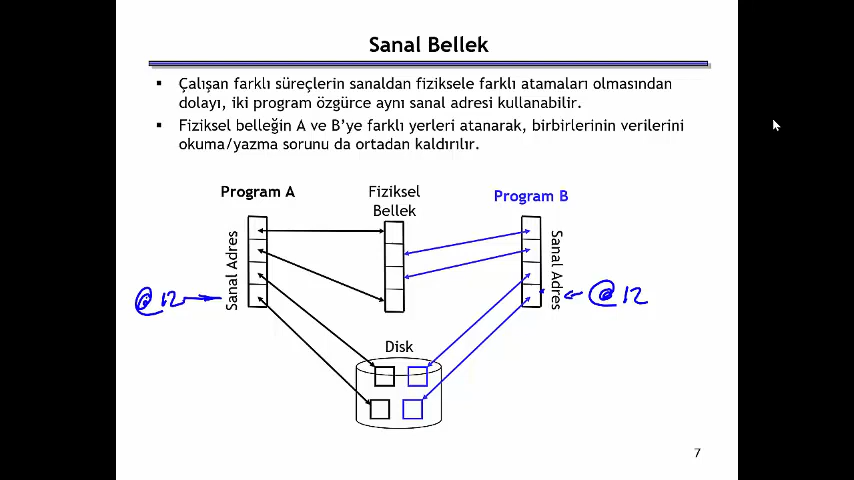 Sanal Bellek
Çalışan farklı süreçlerin sanaldan fiziksele farklı atamaları olmasından
dolayı, iki program özgürce aynı sanal adresi kullanabilir.
Fiziksel belleğin A ve B'ye farklı yerleri atanarak, birbirlerinin verilerini
okuma/yazma sorunu da ortadan kaldırılır.
Program A
Fiziksel
Bellek
Program B
Sanal Adres
Sanal Adres
@12
@12
Disk
7